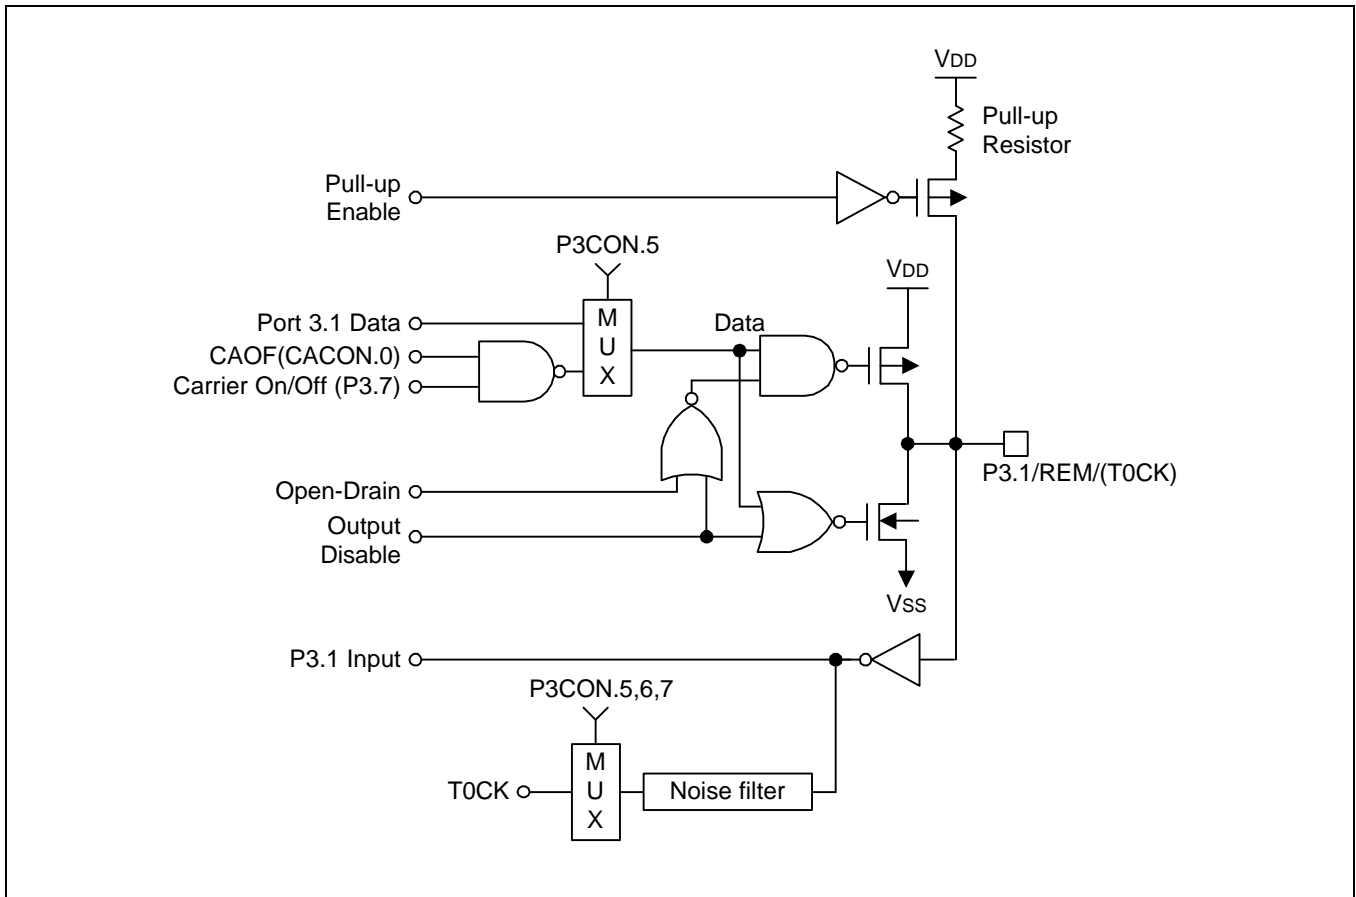 VDD
Pull-up
Resistor
Pull-up
Enable
P3CON.5
VDD
Port 3.1 Data
M
U
X
Data
CAOF(CACON.0)
Carrier On/Off (P3.7)
P3.1/REM/(T0CK)
Open-Drain
Output
Disable
VSS
P3.1 Input
P3CON.5,6,7
M
U
X
T0CK
Noise filter